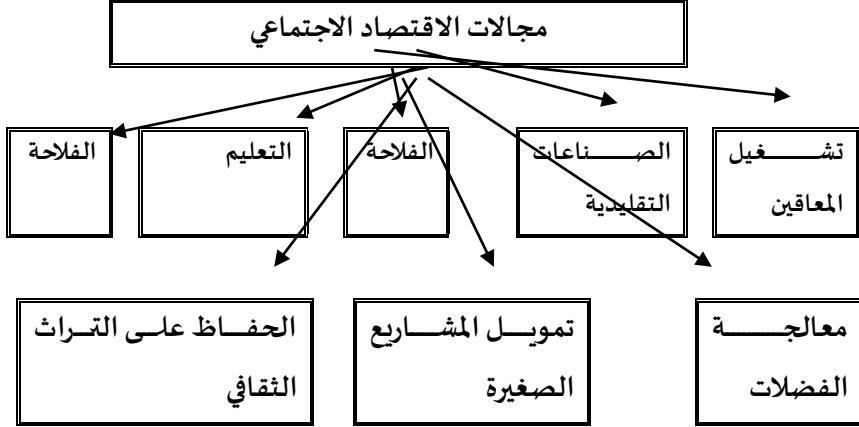 مجالات الاقتصاد الاجتماعي
تشغيل
المعاقين
الصناعات
التقليدية
الفلاحة
التعليم
الفلاحة
معالجة
الفضلات
تمويل المشاريع
الصغيرة
الحفاظ على التراث
الثقافي